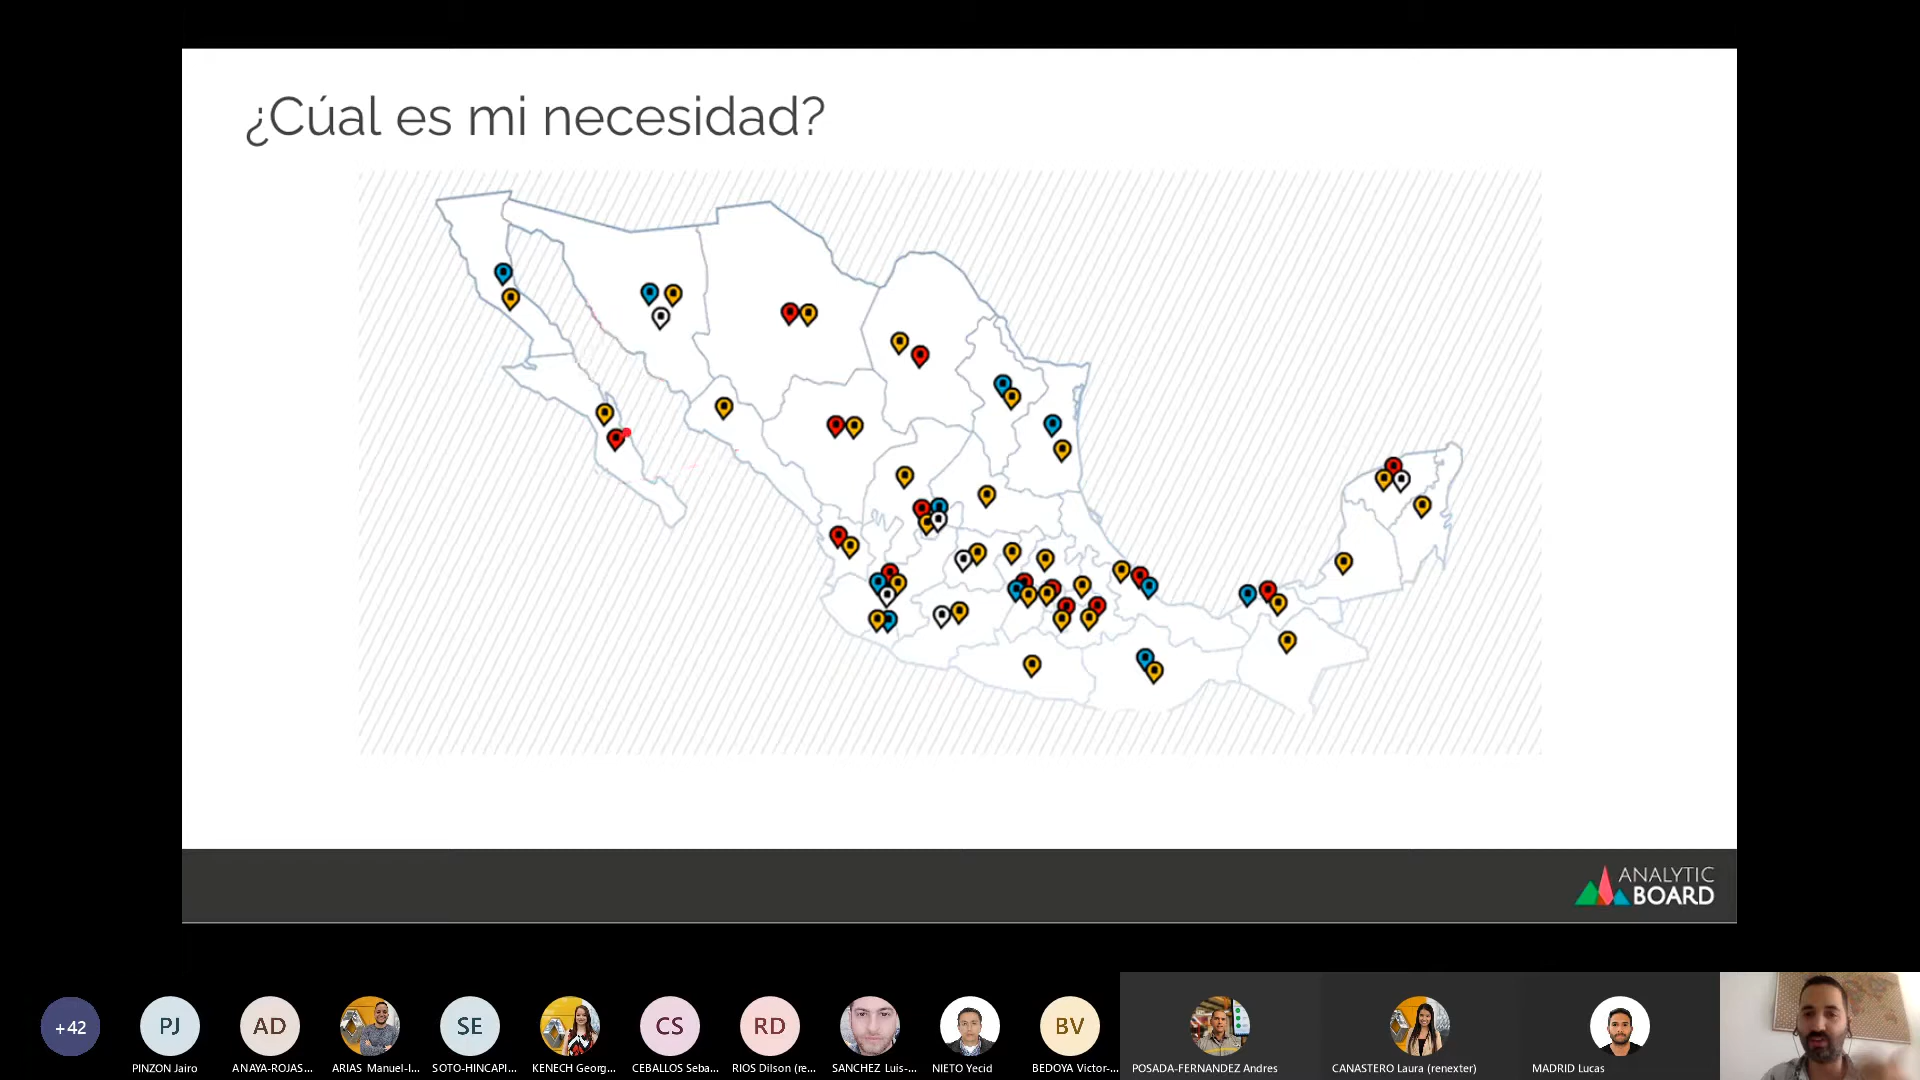 ¿Cúal es mi necesidad?
ANALYTIC
BOARD
+42
PJ
PINZON Jairo
AD
ANAYA-ROJAS...
ARIAS Manuel-I...
SE
SOTO-HINCAPI...
KENECH Georg...
CS
CEBALLOS Seba...
RD
RIOS Dilson (re...
SANCHEZ Luis-...
NIETO Yecid
BV
BEDOYA Victor-...
POSADA-FERNANDEZ Andres
CANASTERO Laura (renexter)
MADRID Lucas